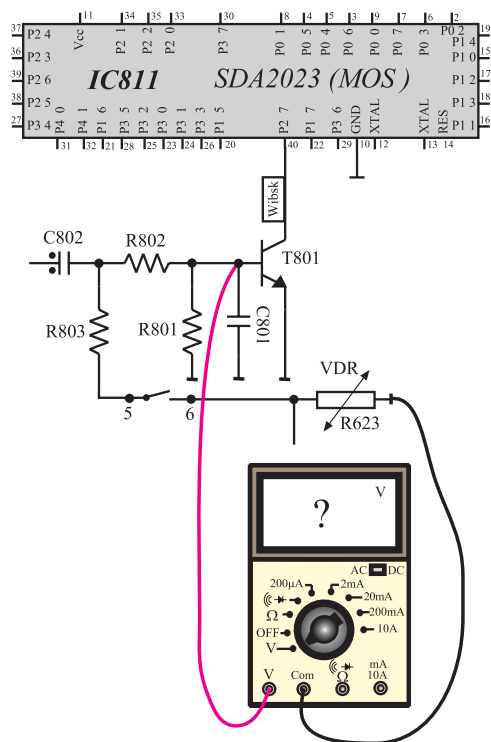 11 34 35 33 30 8 4 5 3 9 7 6 2
37 P2 4 Vcc P2 1 P2 2 P2 0 P3 7 P0 1 P0 5 P0 4 P0 6 P0 0 P0 7 P0 3 P0 2 19
P1 4
36 P2 3 P1 0 15
39 P2 6 IC811 SDA2023 (MOS) P1 2 17
38 P2 5 P1 3 18
27 P3 4 P4 0 P4 1 P1 6 P3 5 P3 2 P3 0 P3 1 P3 3 P1 5 P2 7 P1 7 P3 6 GND XTAL XTAL RES P1 1 16
31 32 21 28 25 23 24 26 20 40 22 29 10 12 13 14
Wibsk
C802
R802
T801
R803
R801
C801
VDR
5
6
R623
V
?
AC DC
200µA
2mA
20mA
Ω
200mA
OFF
10A
V
V
Com
Ω
mA
10A